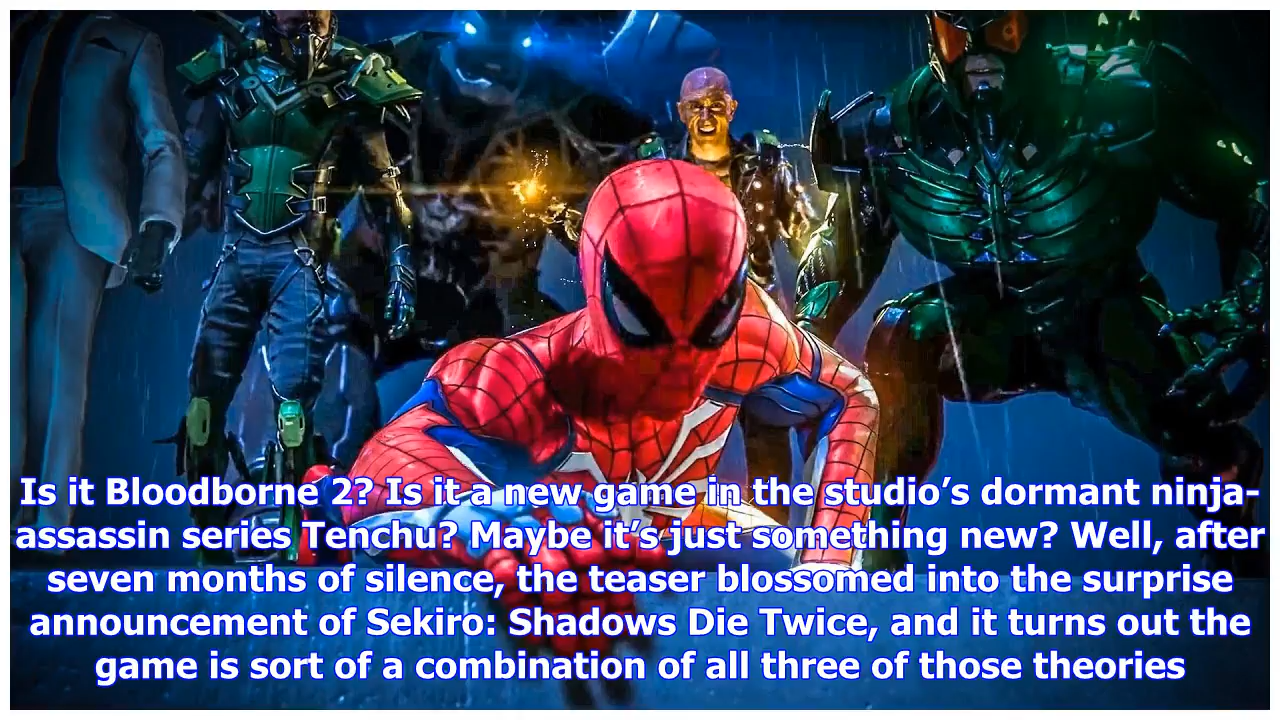 Is it Bloodborne 2? Is it a new game in the studio’s dormant ninja-
assassin series Tenchu? Maybe it’s just something new? Well, after
seven months of silence, the teaser blossomed into the surprise
announcement of Sekiro: Shadows Die Twice, and it turns out the
game is sort of a combination of all three of those theories